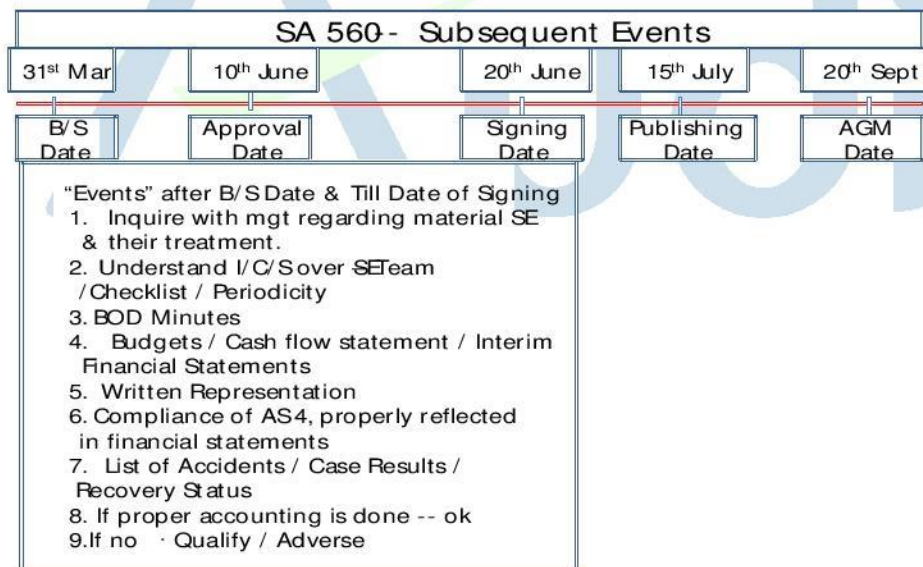 SA 560-- Subsequent Events
31st Mar 10th June 20th June 15th July 20th Sept
B/S Date Approval Date Signing Date Publishing Date AGM Date
"Events" after B/S Date & Till Date of Signing
1. Inquire with mgt regarding material SE
& their treatment.
2. Understand I/C/S over -SETeam
/Checklist / Periodicity
3. BOD Minutes
4. Budgets / Cash flow statement / Interim
Financial Statements
5. Written Representation
6. Compliance of AS4, properly reflected
in financial statements
7. List of Accidents / Case Results /
Recovery Status
8. If proper accounting is done -- ok
9.If no · Qualify / Adverse